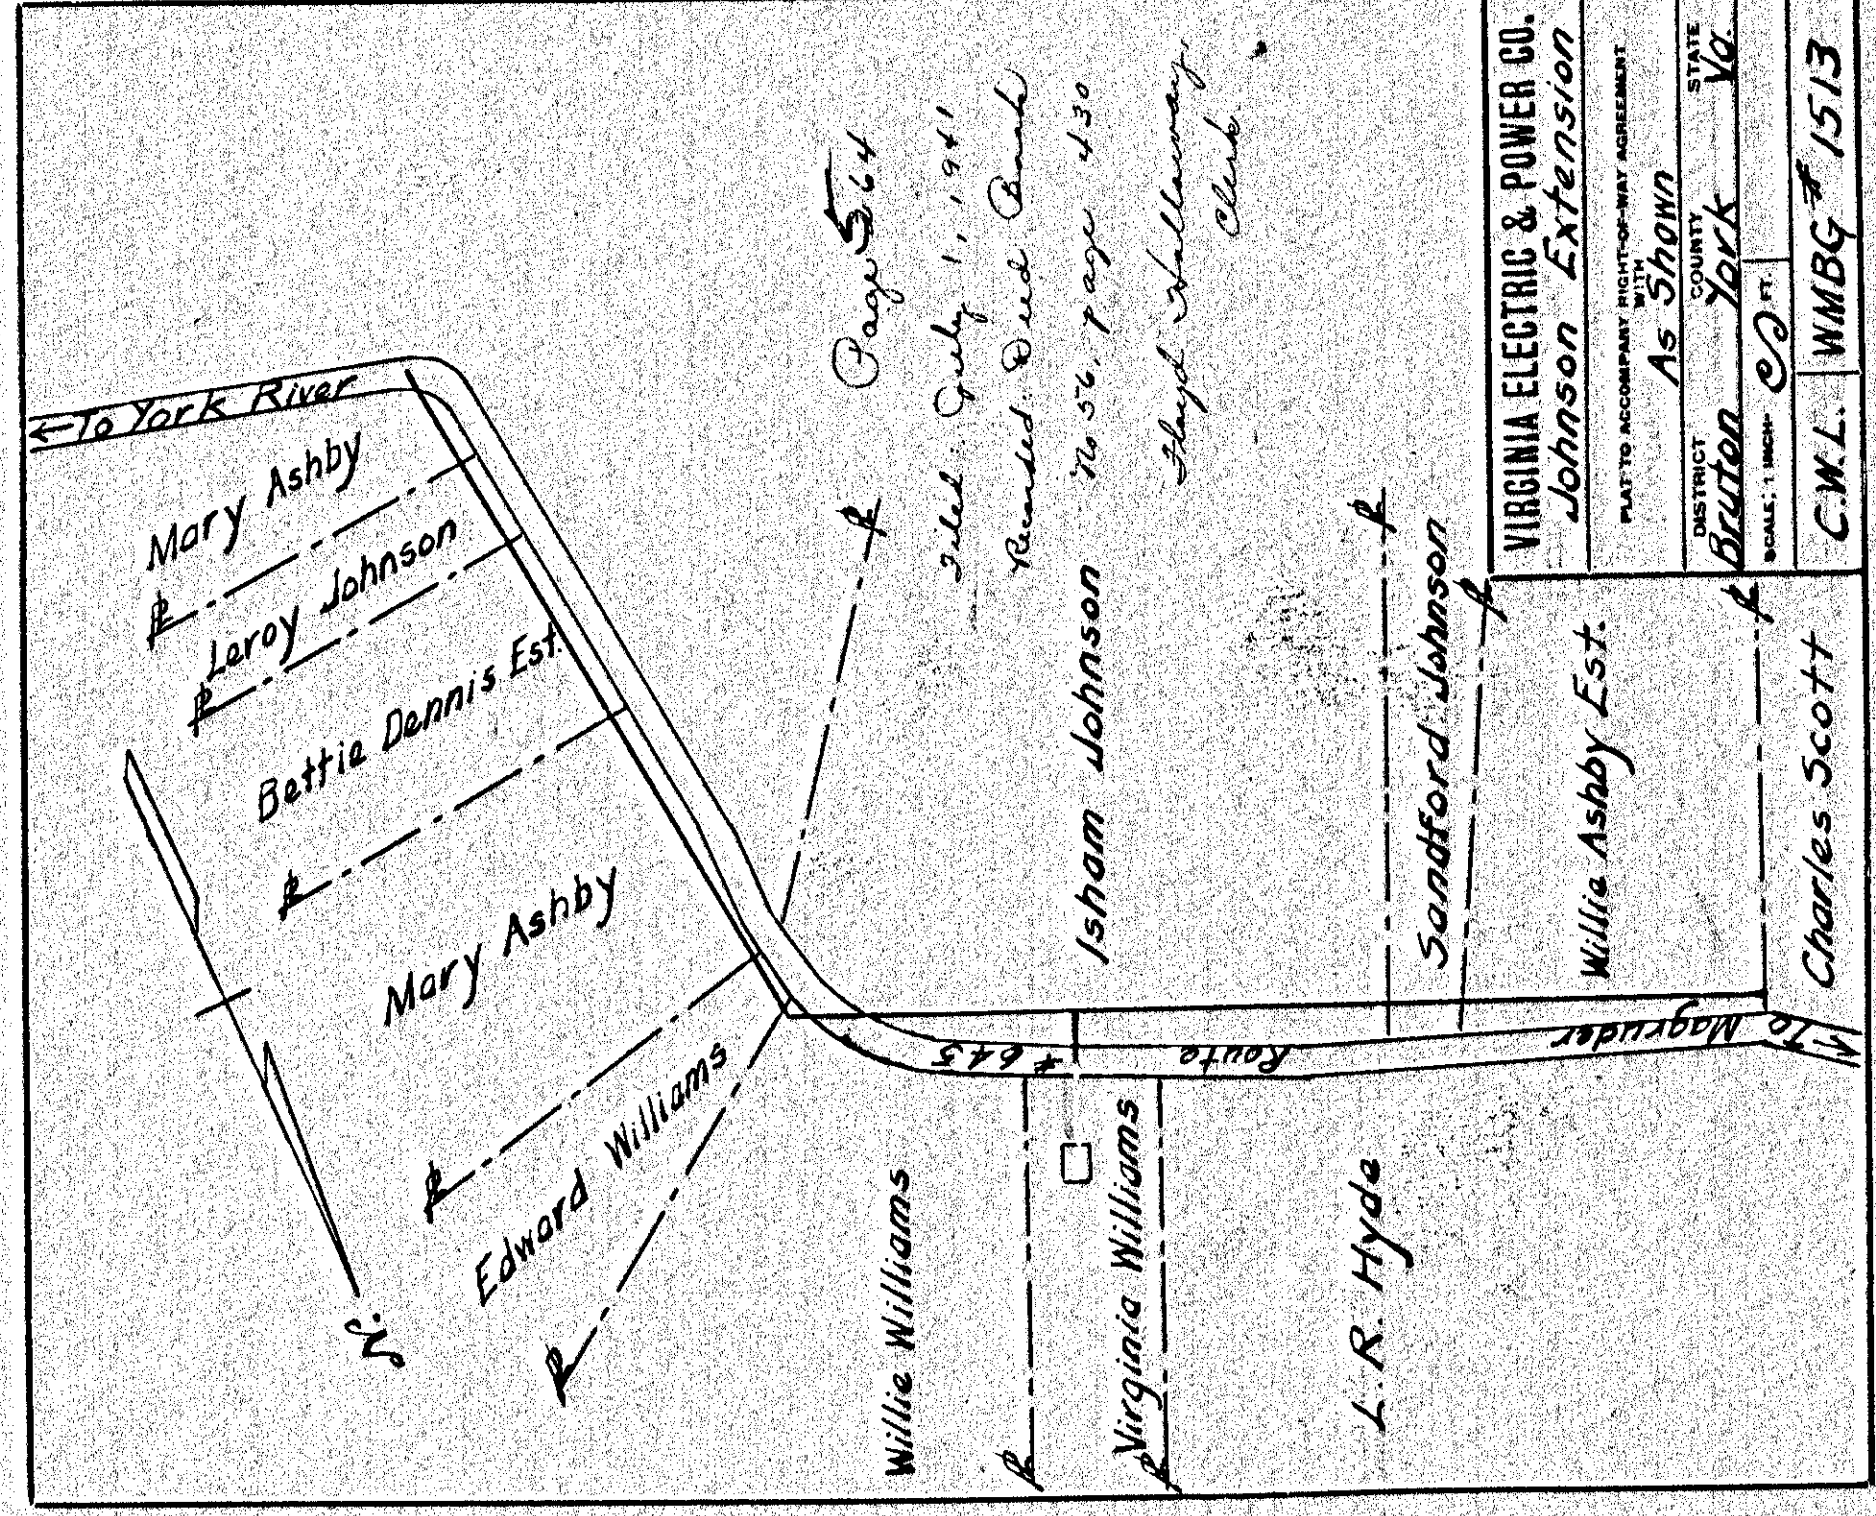 ← To York River
Mary Ashby
Leroy Johnson
Bettie Dennis Est.
Mary Ashby
Edward Williams
N.
Willie Williams
Virginia Williams
L. R. Hyde
Route # 645
To Magruder
Page 564
Filed: July 1, 1941
Recorded: Deed Book
No 56, Page 430
Floyd Holloway,
Clerk
Isham Johnson
Sandford Johnson
Willie Ashby Est.
Charles Scott
VIRGINIA ELECTRIC & POWER CO.
Johnson Extension
PLAT TO ACCOMPANY RIGHT-OF-WAY AGREEMENT
WITH
As Shown
DISTRICT COUNTY STATE
Bruton York Va.
SCALE: 1 INCH= FT.
C.W.L. WMBG # 1513